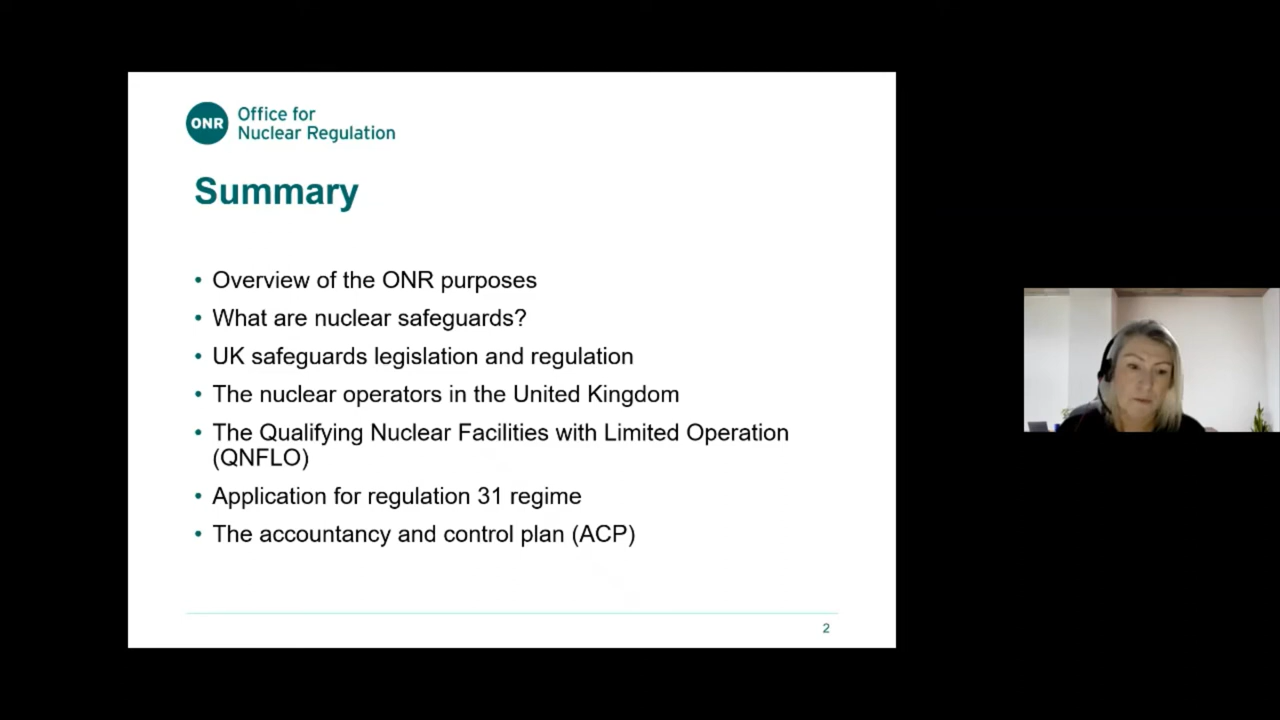 ONR
Office for
Nuclear Regulation
Summary
• Overview of the ONR purposes
• What are nuclear safeguards?
• UK safeguards legislation and regulation
• The nuclear operators in the United Kingdom
• The Qualifying Nuclear Facilities with Limited Operation
(QNFLO)
• Application for regulation 31 regime
• The accountancy and control plan (ACP)
2